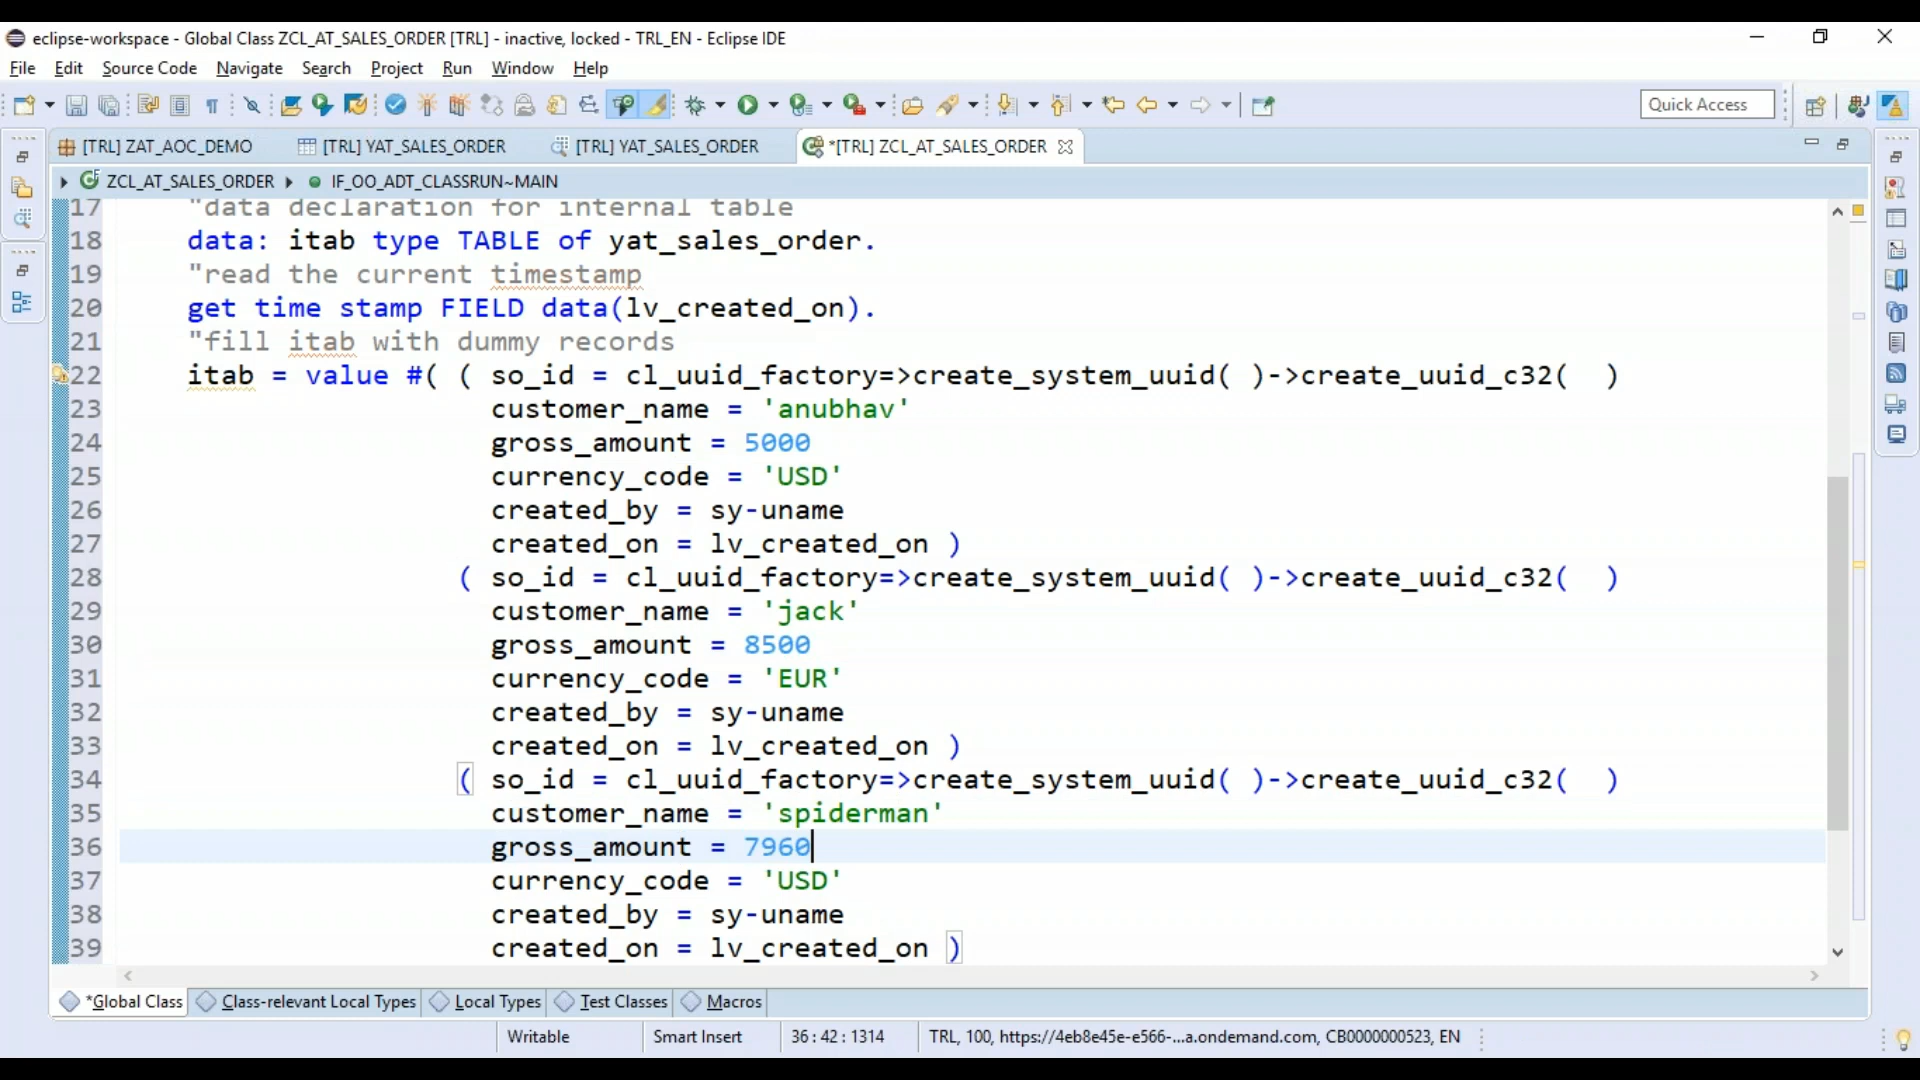 eclipse-workspace - Global Class ZCL_AT_SALES_ORDER [TRL] - inactive, locked - TRL_EN - Eclipse IDE
File Edit Source Code Navigate Search Project Run Window Help
Quick Access
[TRL] ZAT_AOC_DEMO [TRL] YAT_SALES_ORDER [TRL] YAT_SALES_ORDER *[TRL] ZCL_AT_SALES_ORDER
ZCL_AT_SALES_ORDER IF_OO_ADT_CLASSRUN~MAIN
17 "data declaration for internal table
18 data: itab type TABLE of yat_sales_order.
19 "read the current timestamp
20 get time stamp FIELD data(lv_created_on).
21 "fill itab with dummy records
22 itab = value #( ( so_id = cl_uuid_factory=>create_system_uuid( )->create_uuid_c32(  )
23 customer_name = 'anubhav'
24 gross_amount = 5000
25 currency_code = 'USD'
26 created_by = sy-uname
27 created_on = lv_created_on )
28 ( so_id = cl_uuid_factory=>create_system_uuid( )->create_uuid_c32(  )
29 customer_name = 'jack'
30 gross_amount = 8500
31 currency_code = 'EUR'
32 created_by = sy-uname
33 created_on = lv_created_on )
34 ( so_id = cl_uuid_factory=>create_system_uuid( )->create_uuid_c32(  )
35 customer_name = 'spiderman'
36 gross_amount = 7960
37 currency_code = 'USD'
38 created_by = sy-uname
39 created_on = lv_created_on )
*Global Class Class-relevant Local Types Local Types Test Classes Macros
Writable Smart Insert 36 : 42 : 1314 TRL, 100, https://4eb8e45e-e566-...a.ondemand.com, CB0000000523, EN